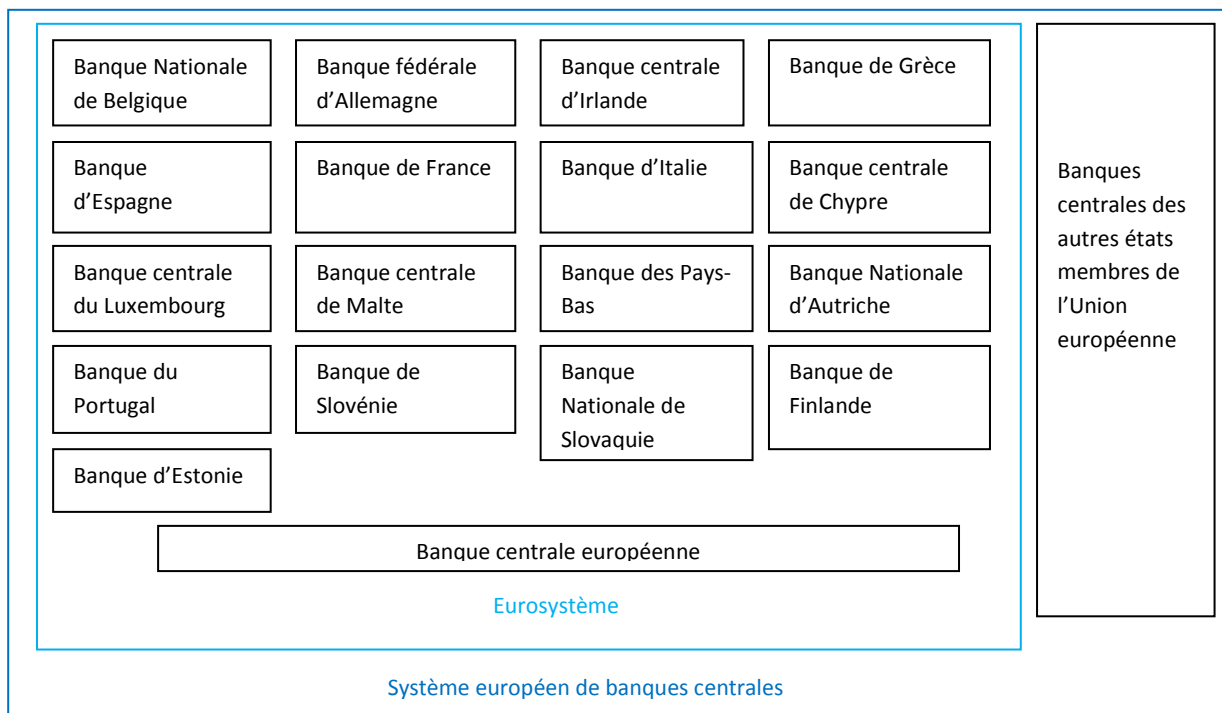 Banque Nationale
de Belgique
Banque fédérale
d’Allemagne
Banque centrale
d’Irlande
Banque de Grèce
Banque
d’Espagne
Banque de France
Banque d’Italie
Banque centrale
de Chypre
Banque centrale
du Luxembourg
Banque centrale
de Malte
Banque des Pays-
Bas
Banque Nationale
d’Autriche
Banque du
Portugal
Banque de
Slovénie
Banque
Nationale de
Slovaquie
Banque de
Finlande
Banque d’Estonie
Banque centrale européenne
Eurosystème
Banques
centrales des
autres états
membres de
l’Union
européenne
Système européen de banques centrales